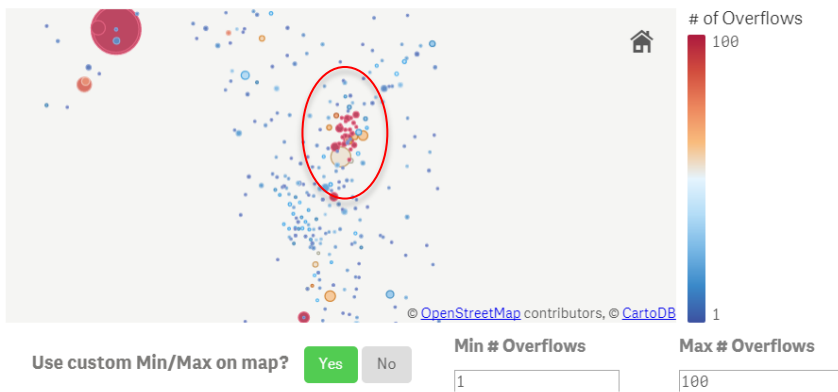 # of Overflows
100
© OpenStreetMap contributors, © CartoDB
1
Use custom Min/Max on map?
Yes
No
Min # Overflows
1
Max # Overflows
100